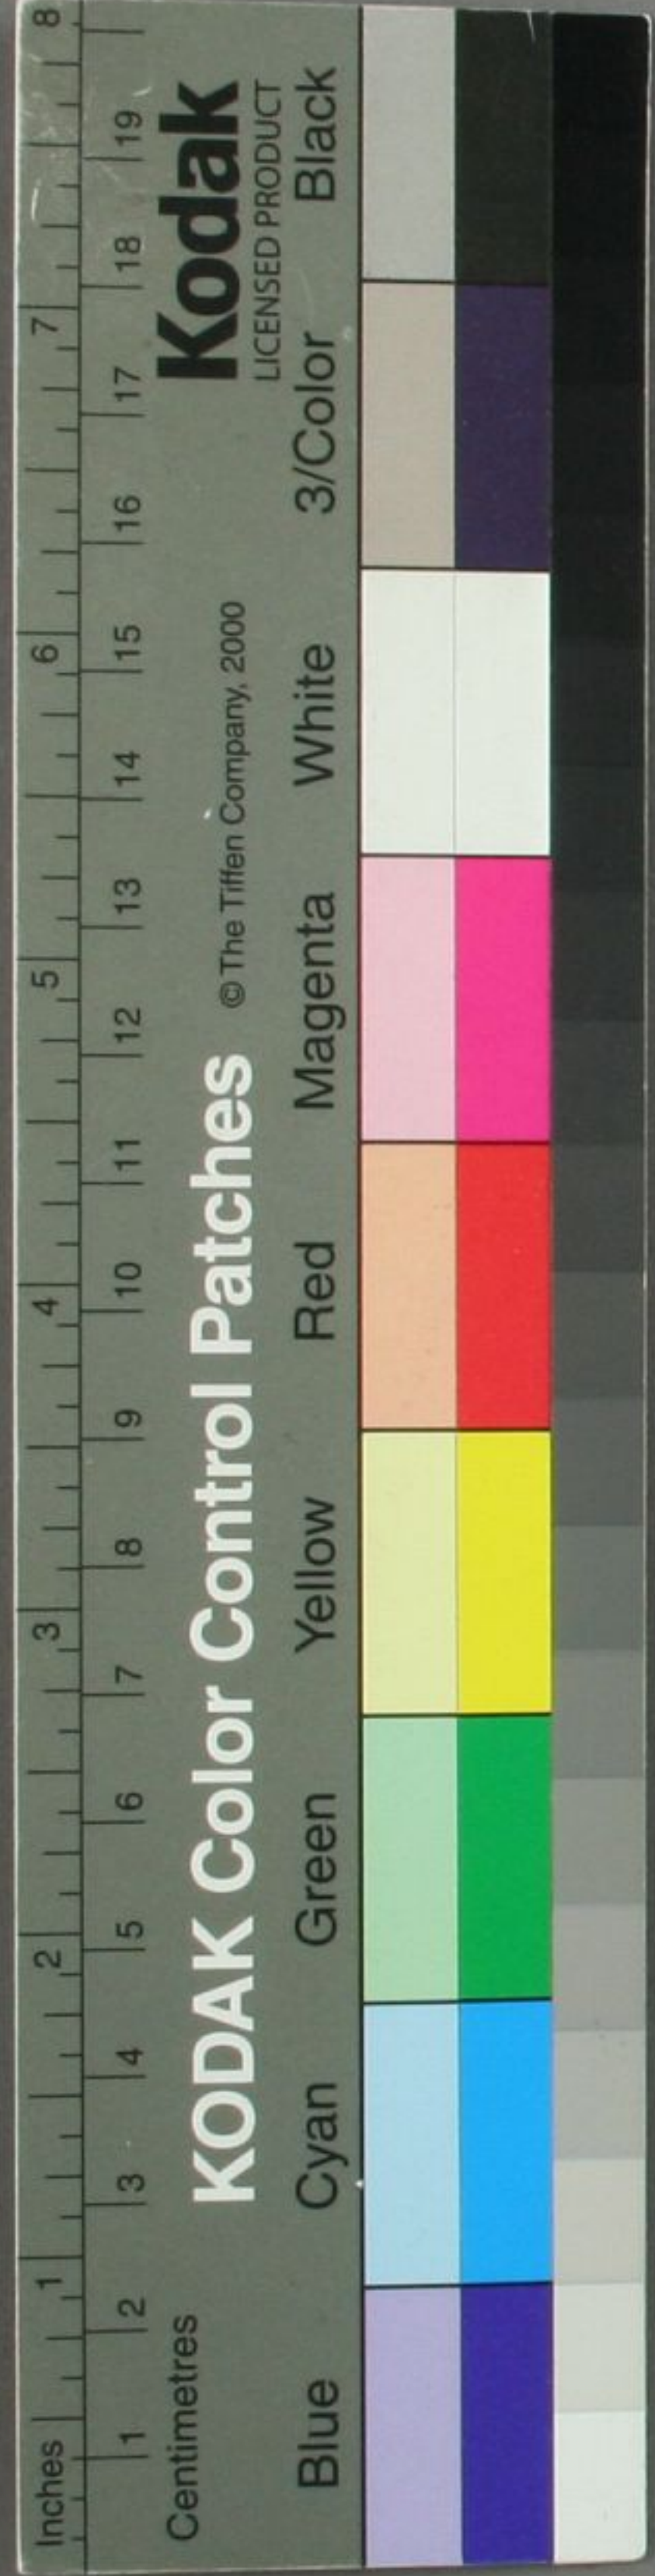 Inches 1 2 3 4 5 6 7 8
Centimetres 1 2 3 4 5 6 7 8 9 10 11 12 13 14 15 16 17 18 19
KODAK Color Control Patches © The Tiffen Company, 2000 Kodak
LICENSED PRODUCT
Blue Cyan Green Yellow Red Magenta White 3/Color Black